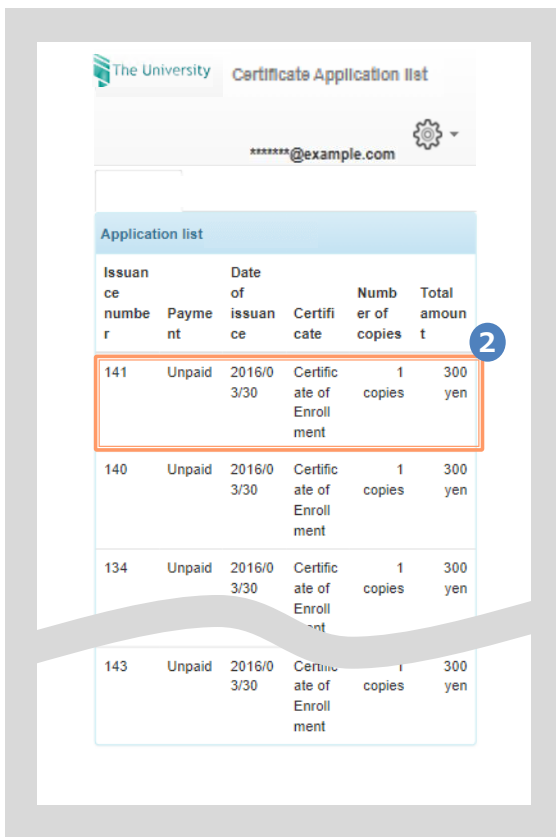 The University Certificate Application list
*******@example.com
Application list
Issuan Date
ce of Numb Total
numbe Payme issuan Certifi er of amoun
r nt ce cate copies t
2
141 Unpaid 2016/0 Certific 1 300
3/30 ate of copies yen
Enroll
ment
140 Unpaid 2016/0 Certific 1 300
3/30 ate of copies yen
Enroll
ment
134 Unpaid 2016/0 Certific 1 300
3/30 ate of copies yen
Enroll
143 Unpaid 2016/0 Certific 1 300
3/30 ate of copies yen
Enroll
ment